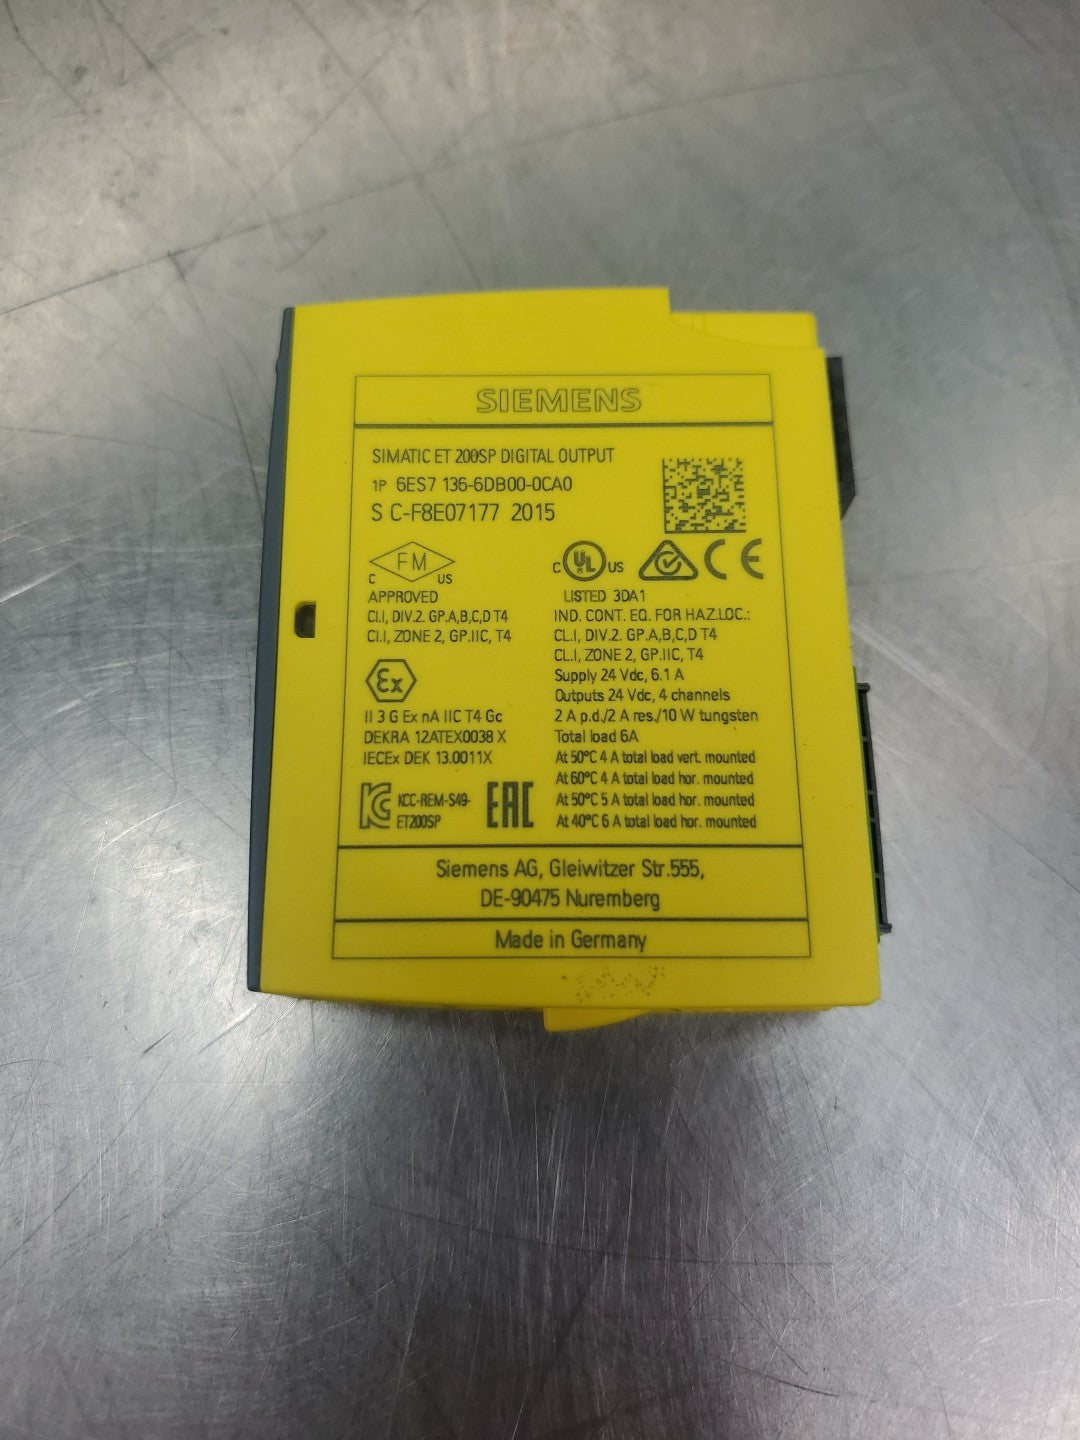 SIEMENS
SIMATIC ET 200SP DIGITAL OUTPUT
1P 6ES7 136-6DB00-0CA0
S C-F8E07177 2015
FM
C US
APPROVED
CI.I, DIV.2. GP.A,B,C,D T4
CI.I, ZONE 2, GP.IIC, T4
Ex
II 3 G Ex nA IIC T4 Gc
DEKRA 12ATEX0038 X
IECEx DEK 13.0011X
KCC-REM-S49-
ET200SP
EAC
C UL US CE
LISTED 3DA1
IND. CONT. EQ. FOR HAZ.LOC.:
CL.I, DIV.2. GP.A,B,C,D T4
CL.I, ZONE 2, GP.IIC, T4
Supply 24 Vdc, 6.1 A
Outputs 24 Vdc, 4 channels
2 A p.d./2 A res./10 W tungsten
Total load 6A
At 50°C 4 A total load vert. mounted
At 60°C 4 A total load hor. mounted
At 50°C 5 A total load hor. mounted
At 40°C 6 A total load hor. mounted
Siemens AG, Gleiwitzer Str.555,
DE-90475 Nuremberg
Made in Germany